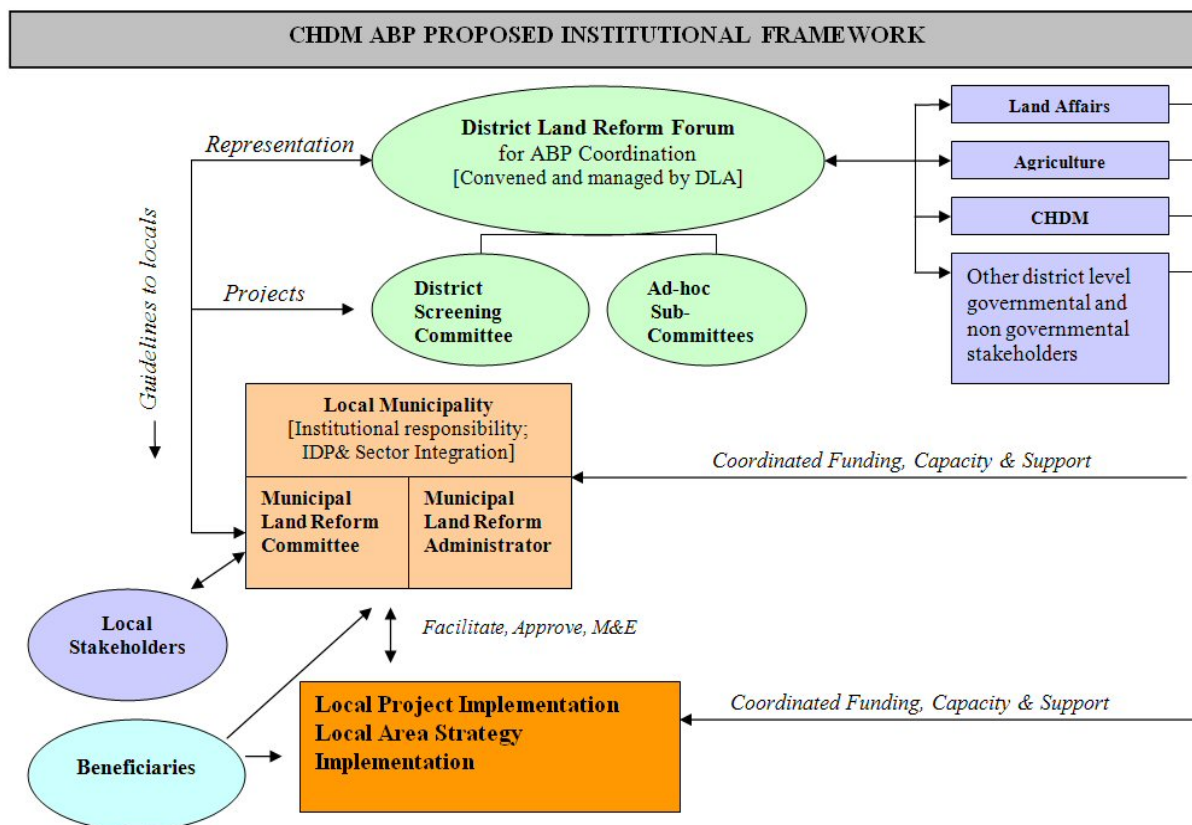 CHDM ABP PROPOSED INSTITUTIONAL FRAMEWORK
Representation
District Land Reform Forum
for ABP Coordination
[Convened and managed by DLA]
Land Affairs
Agriculture
CHDM
Other district level
governmental and
non governmental
stakeholders
Guidelines to locals
Projects
District
Screening
Committee
Ad-hoc
Sub-
Committees
Local Municipality
[Institutional responsibility;
IDP& Sector Integration]
Municipal
Land Reform
Committee
Municipal
Land Reform
Administrator
Coordinated Funding, Capacity & Support
Local
Stakeholders
Facilitate, Approve, M&E
Beneficiaries
Local Project Implementation
Local Area Strategy
Implementation
Coordinated Funding, Capacity & Support